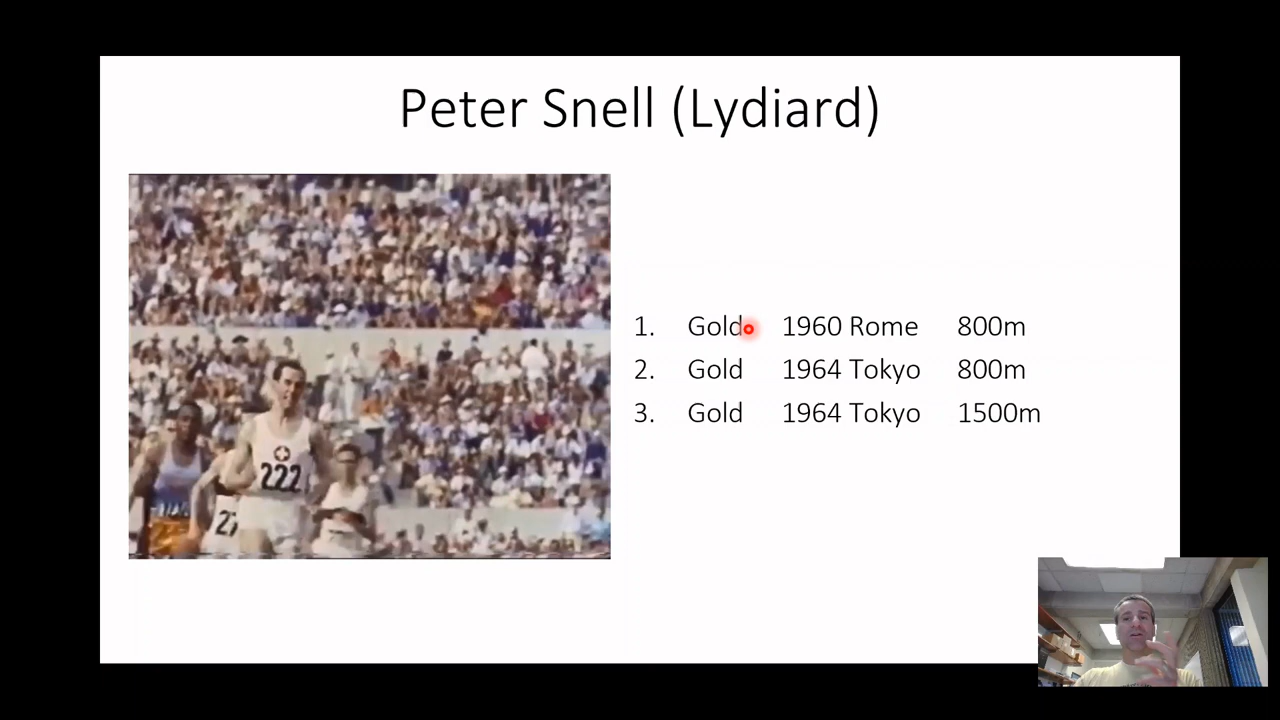 Peter Snell (Lydiard)
1. Gold 1960 Rome 800m
2. Gold 1964 Tokyo 800m
3. Gold 1964 Tokyo 1500m
222